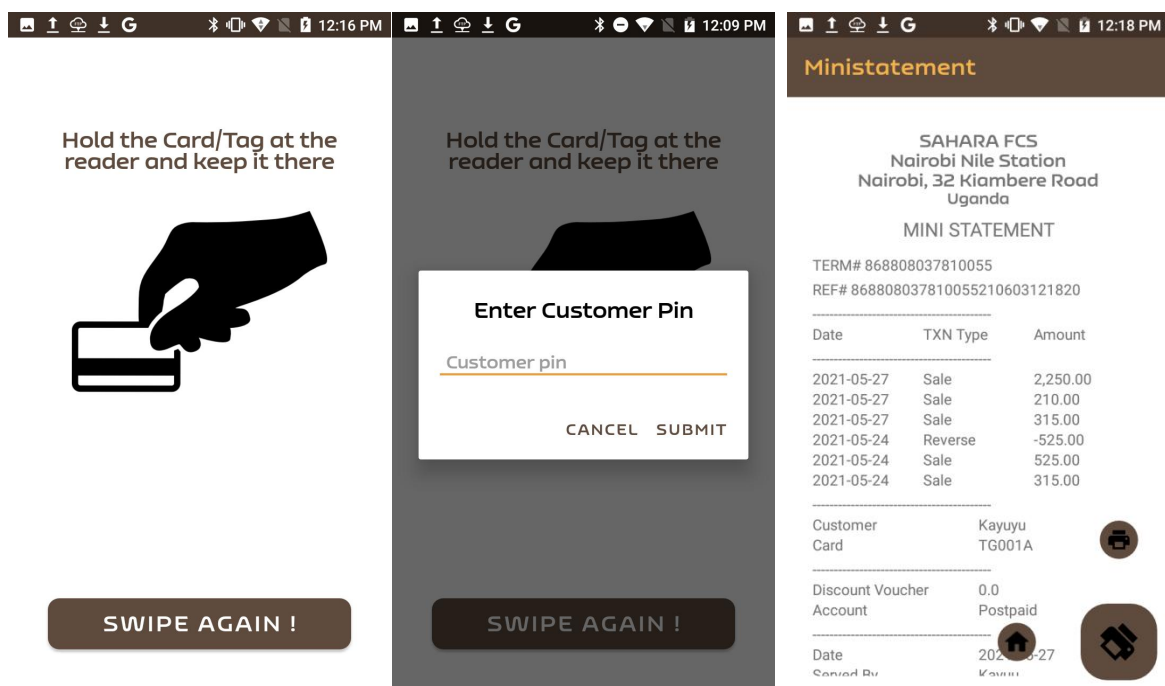 12:16 PM
Hold the Card/Tag at the
reader and keep it there
SWIPE AGAIN !
12:09 PM
Hold the Card/Tag at the
reader and keep it there
Enter Customer Pin
Customer pin
CANCEL SUBMIT
SWIPE AGAIN !
12:18 PM
Ministatement
SAHARA FCS
Nairobi Nile Station
Nairobi, 32 Kiambere Road
Uganda
MINI STATEMENT
TERM# 868808037810055
REF# 868808037810055210603121820
Date TXN Type Amount
2021-05-27 Sale 2,250.00
2021-05-27 Sale 210.00
2021-05-27 Sale 315.00
2021-05-24 Reverse -525.00
2021-05-24 Sale 525.00
2021-05-24 Sale 315.00
Customer Kayuyu
Card TG001A
Discount Voucher 0.0
Account Postpaid
Date
Served By